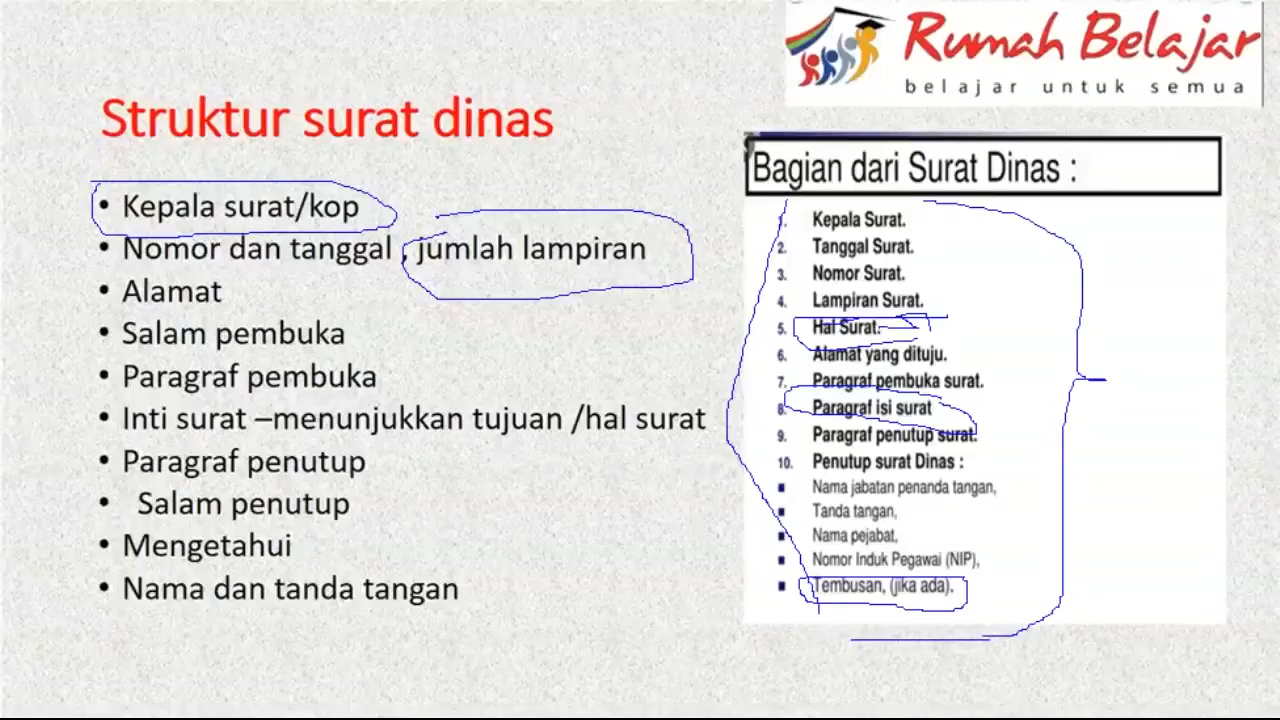 Rumah Belajar
belajar untuk semua
Struktur surat dinas
• Kepala surat/kop
• Nomor dan tanggal , jumlah lampiran
• Alamat
• Salam pembuka
• Paragraf pembuka
• Inti surat –menunjukkan tujuan /hal surat
• Paragraf penutup
• Salam penutup
• Mengetahui
• Nama dan tanda tangan
Bagian dari Surat Dinas :
1. Kepala Surat.
2. Tanggal Surat.
3. Nomor Surat.
4. Lampiran Surat.
5. Hal Surat.
6. Alamat yang dituju.
7. Paragraf pembuka surat.
8. Paragraf isi surat
9. Paragraf penutup surat.
10. Penutup surat Dinas :
■ Nama jabatan penanda tangan,
■ Tanda tangan,
■ Nama pejabat,
■ Nomor Induk Pegawai (NIP),
■ Tembusan, (jika ada).